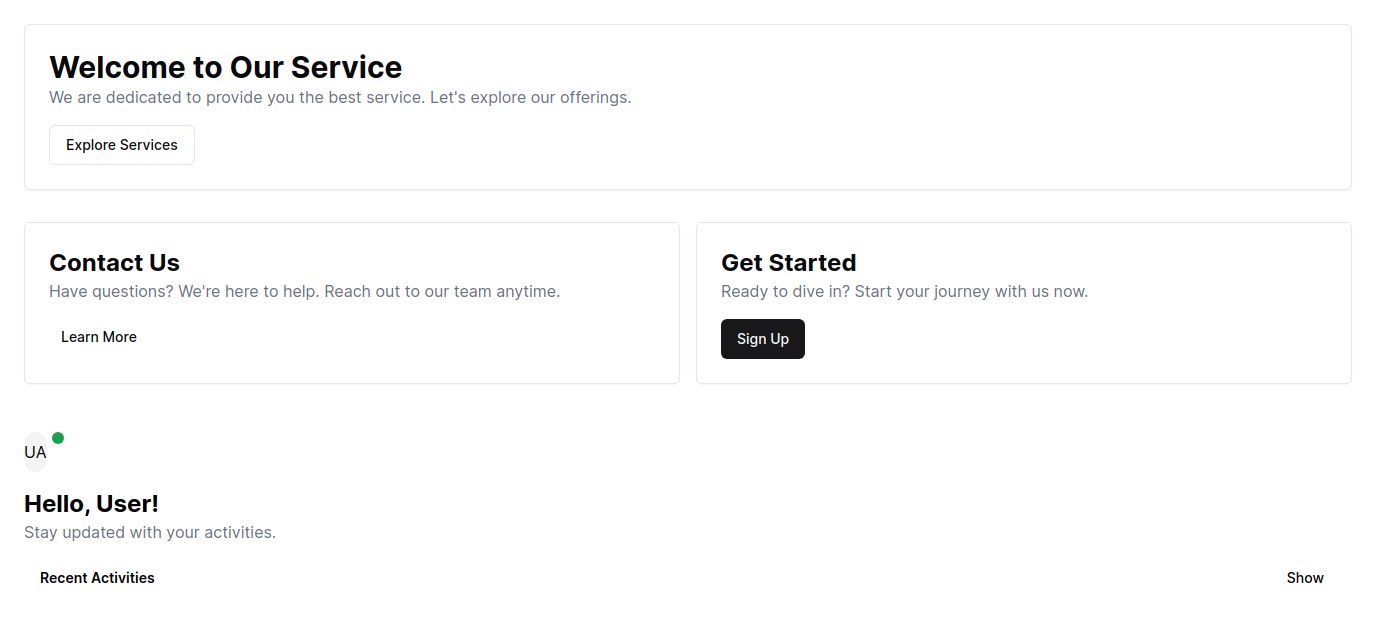 Welcome to Our Service
We are dedicated to provide you the best service. Let's explore our offerings.
Explore Services
Contact Us
Have questions? We're here to help. Reach out to our team anytime.
Learn More
Get Started
Ready to dive in? Start your journey with us now.
Sign Up
UA
Hello, User!
Stay updated with your activities.
Recent Activities
Show